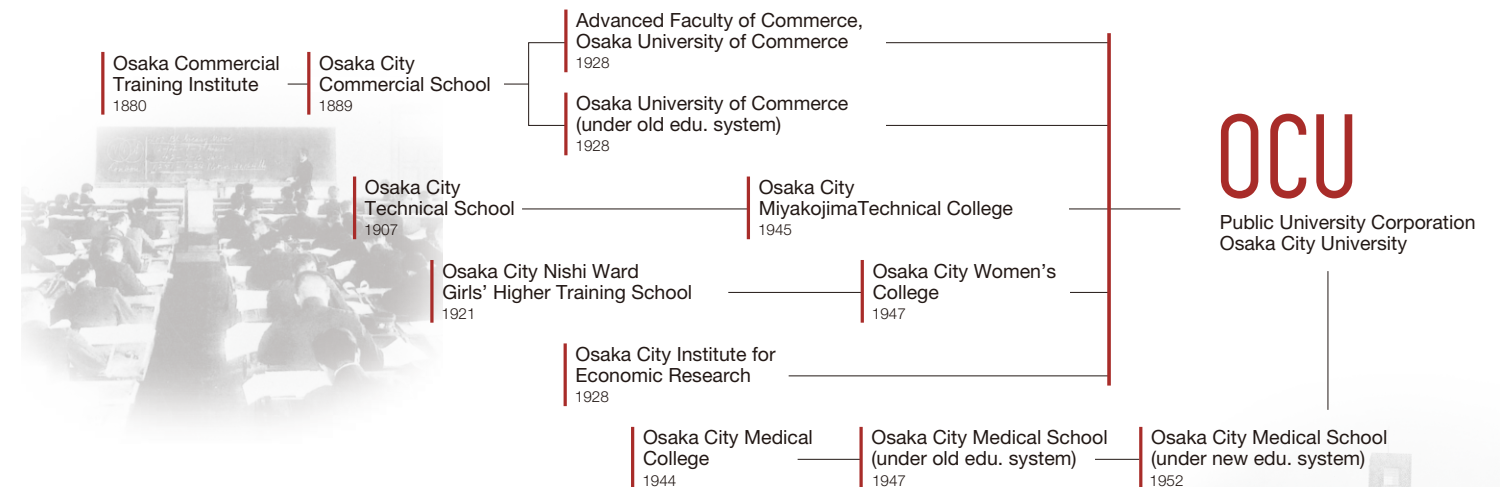 Osaka Commercial
Training Institute
1880
Osaka City
Commercial School
1889
Advanced Faculty of Commerce,
Osaka University of Commerce
1928
Osaka University of Commerce
(under old edu. system)
1928
Osaka City
Technical School
1907
Osaka City
MiyakojimaTechnical College
1945
Osaka City Nishi Ward
Girls' Higher Training School
1921
Osaka City Women's
College
1947
Osaka City Institute for
Economic Research
1928
OCU
Public University Corporation
Osaka City University
Osaka City Medical
College
1944
Osaka City Medical School
(under old edu. system)
1947
Osaka City Medical School
(under new edu. system)
1952